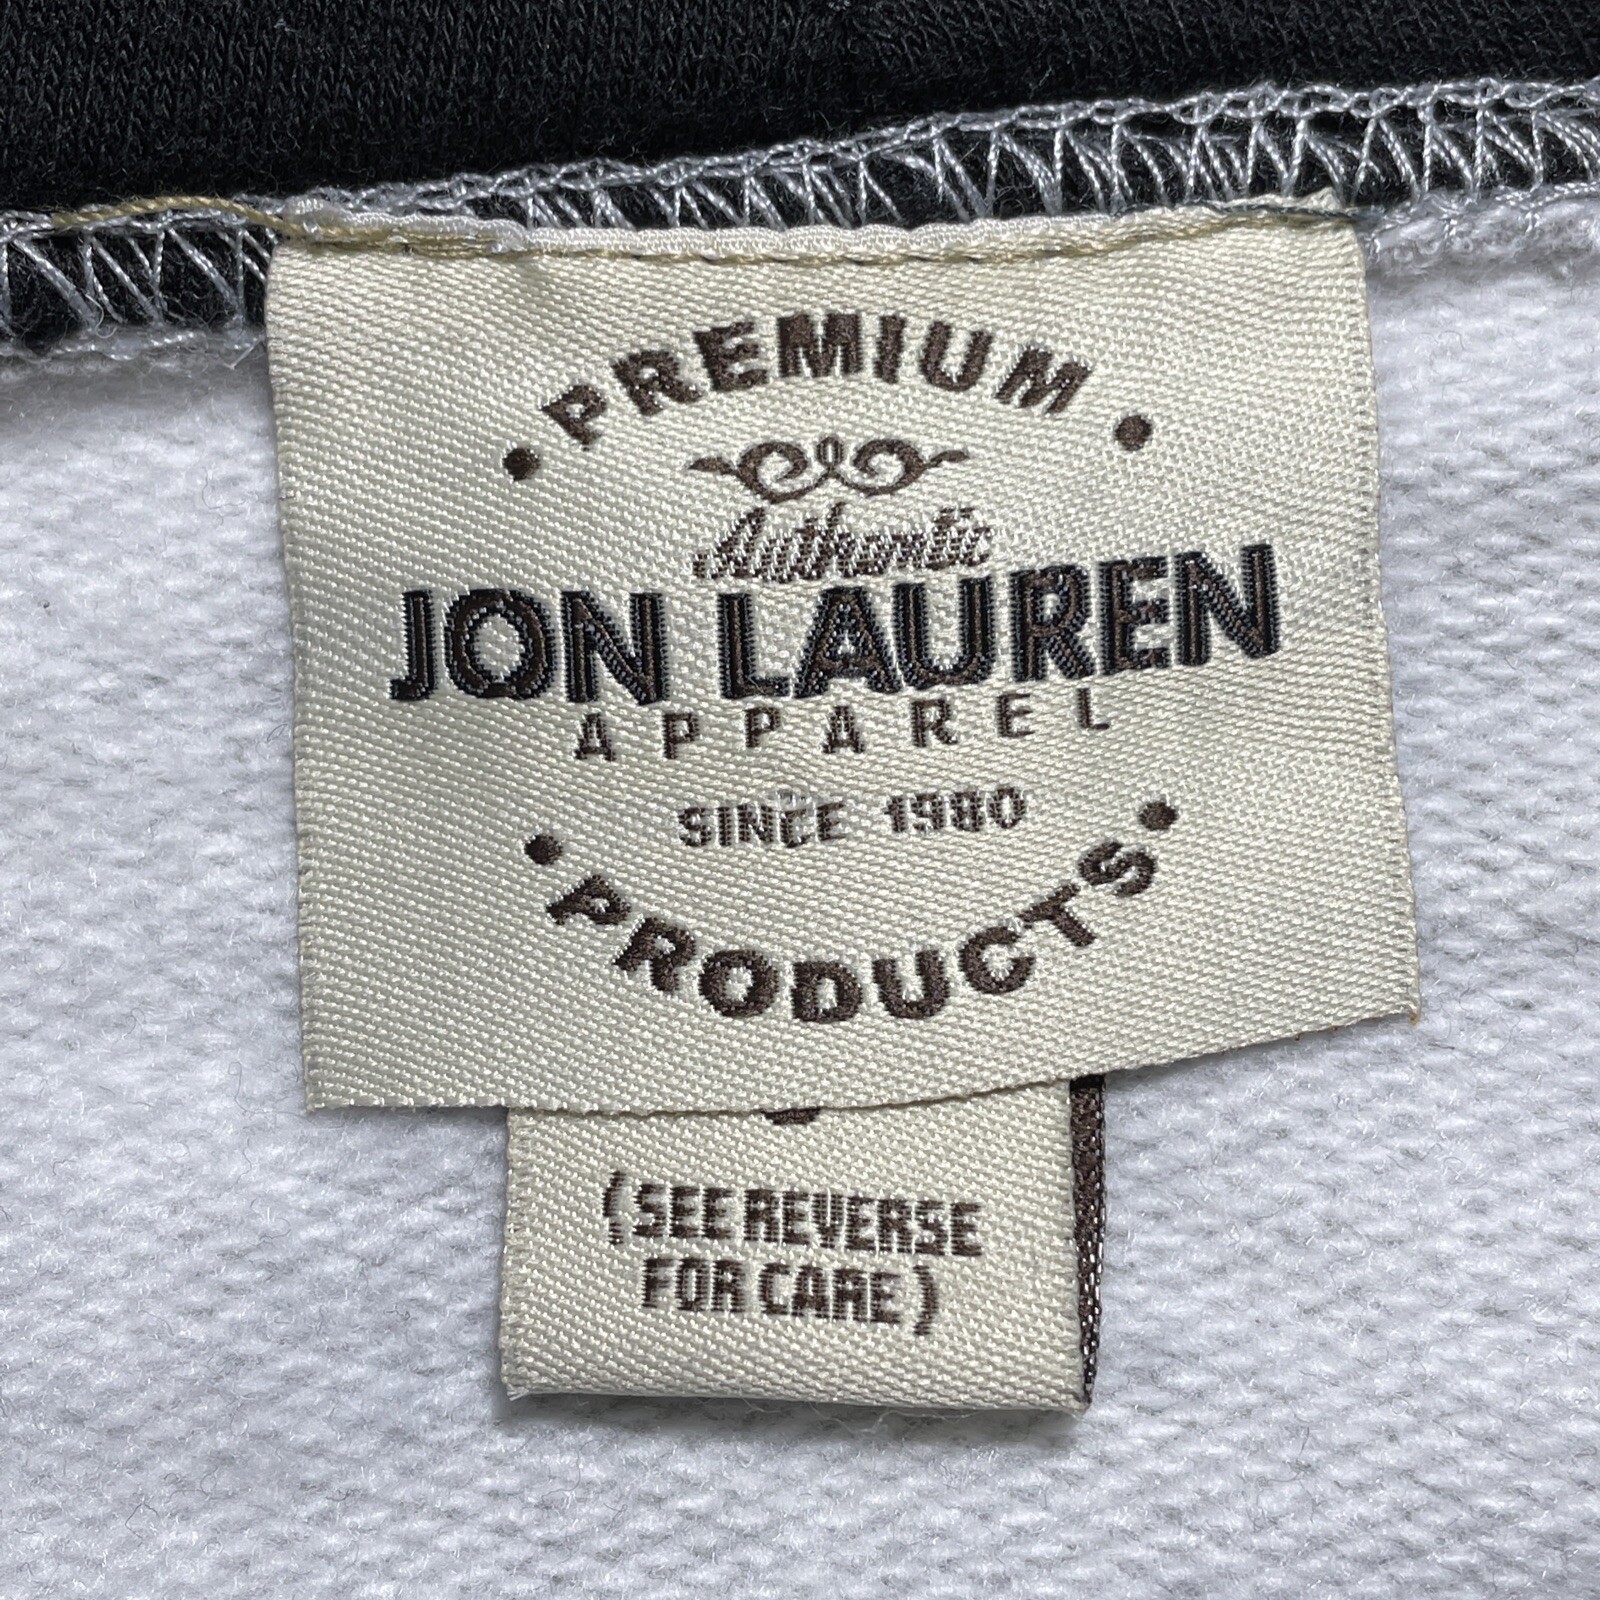 PREMIUM
Authentic
JON LAUREN
APPAREL
SINCE 1980
PRODUCTS
(SEE REVERSE
FOR CARE)